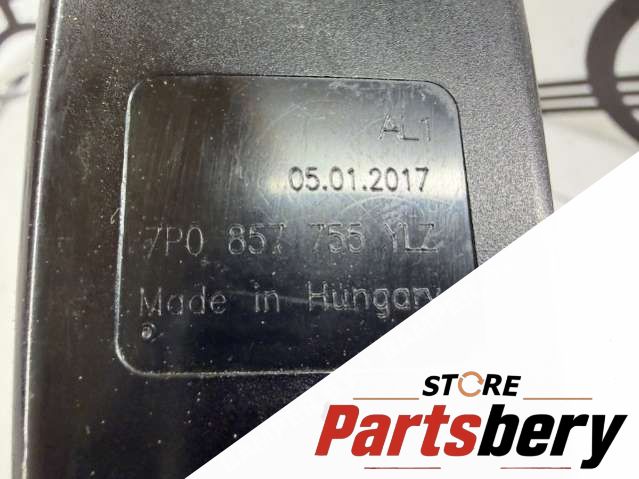 AL1
05.01.2017
7P0 857 755 YLZ
Made in Hungary
STORE
Partsbery